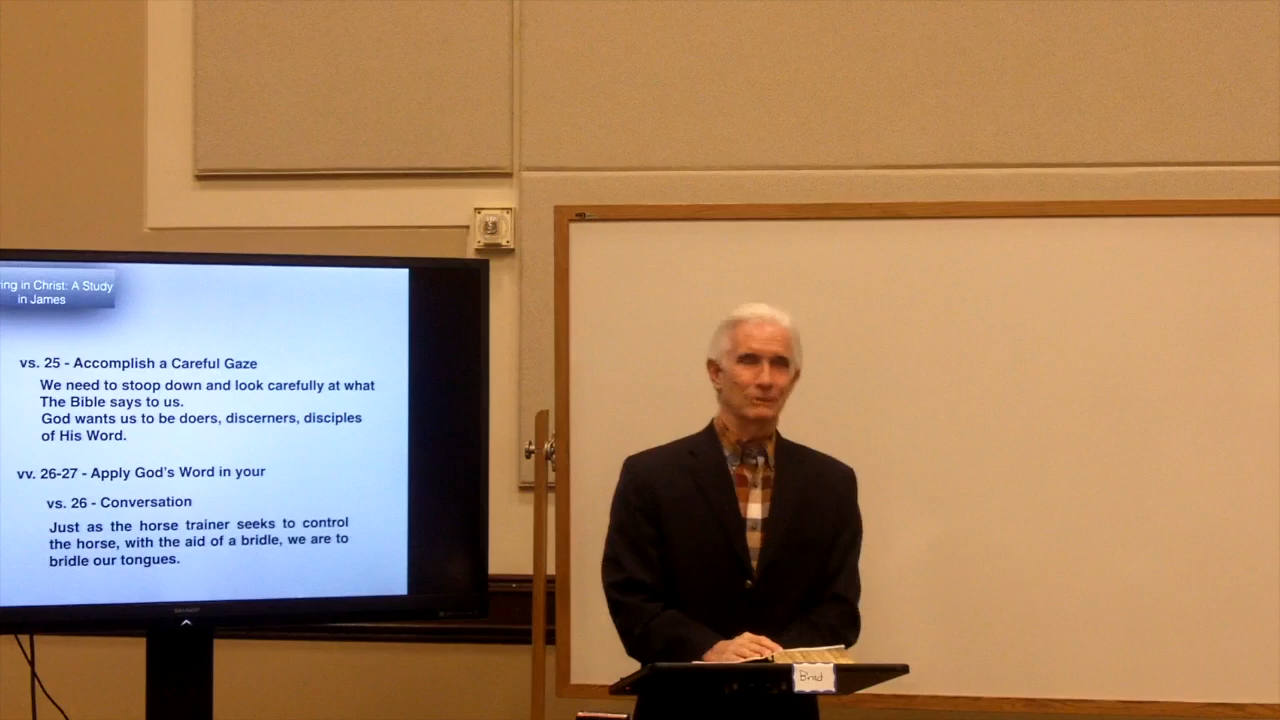 ing in Christ: A Study
in James
vs. 25 - Accomplish a Careful Gaze
We need to stoop down and look carefully at what
The Bible says to us.
God wants us to be doers, discerners, disciples
of His Word.
vv. 26-27 - Apply God's Word in your
vs. 26 - Conversation
Just as the horse trainer seeks to control
the horse, with the aid of a bridle, we are to
bridle our tongues.
SHARP
Brad